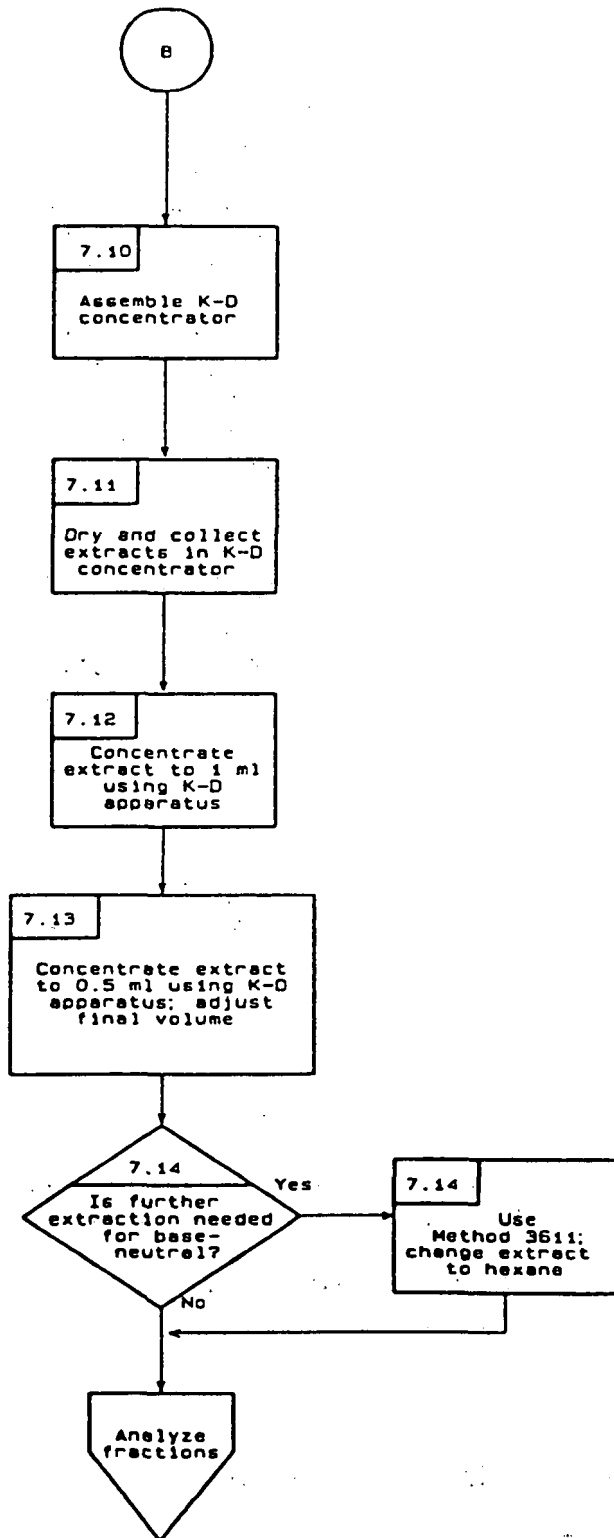 B
7.10
Assemble K-D
concentrator
7.11
Dry and collect
extracts in K-D
concentrator
7.12
Concentrate
extract to 1 ml
using K-D
apparatus
7.13
Concentrate extract
to 0.5 ml using K-D
apparatus; adjust
final volume
7.14
Is further
extraction needed
for base-
neutral?
Yes
7.14
Use
Method 3611;
change extract
to hexane
No
Analyze
fractions